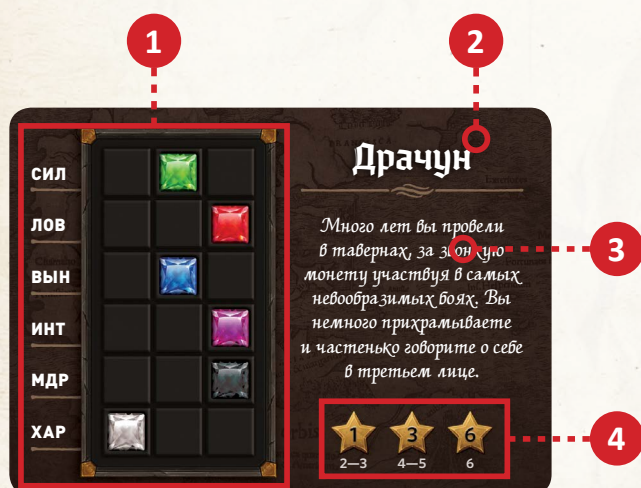 1
2
СИЛ
ЛОВ
ВЫН
ИНТ
МДР
ХАР
Драчун
Много лет вы провели
в тавернах, за звонкую
монету участвуя в самых
невообразимых боях. Вы
немного прихрамываете
и частенько говорите о себе
в третьем лице.
3
1 3 6
2—3 4—5 6
4